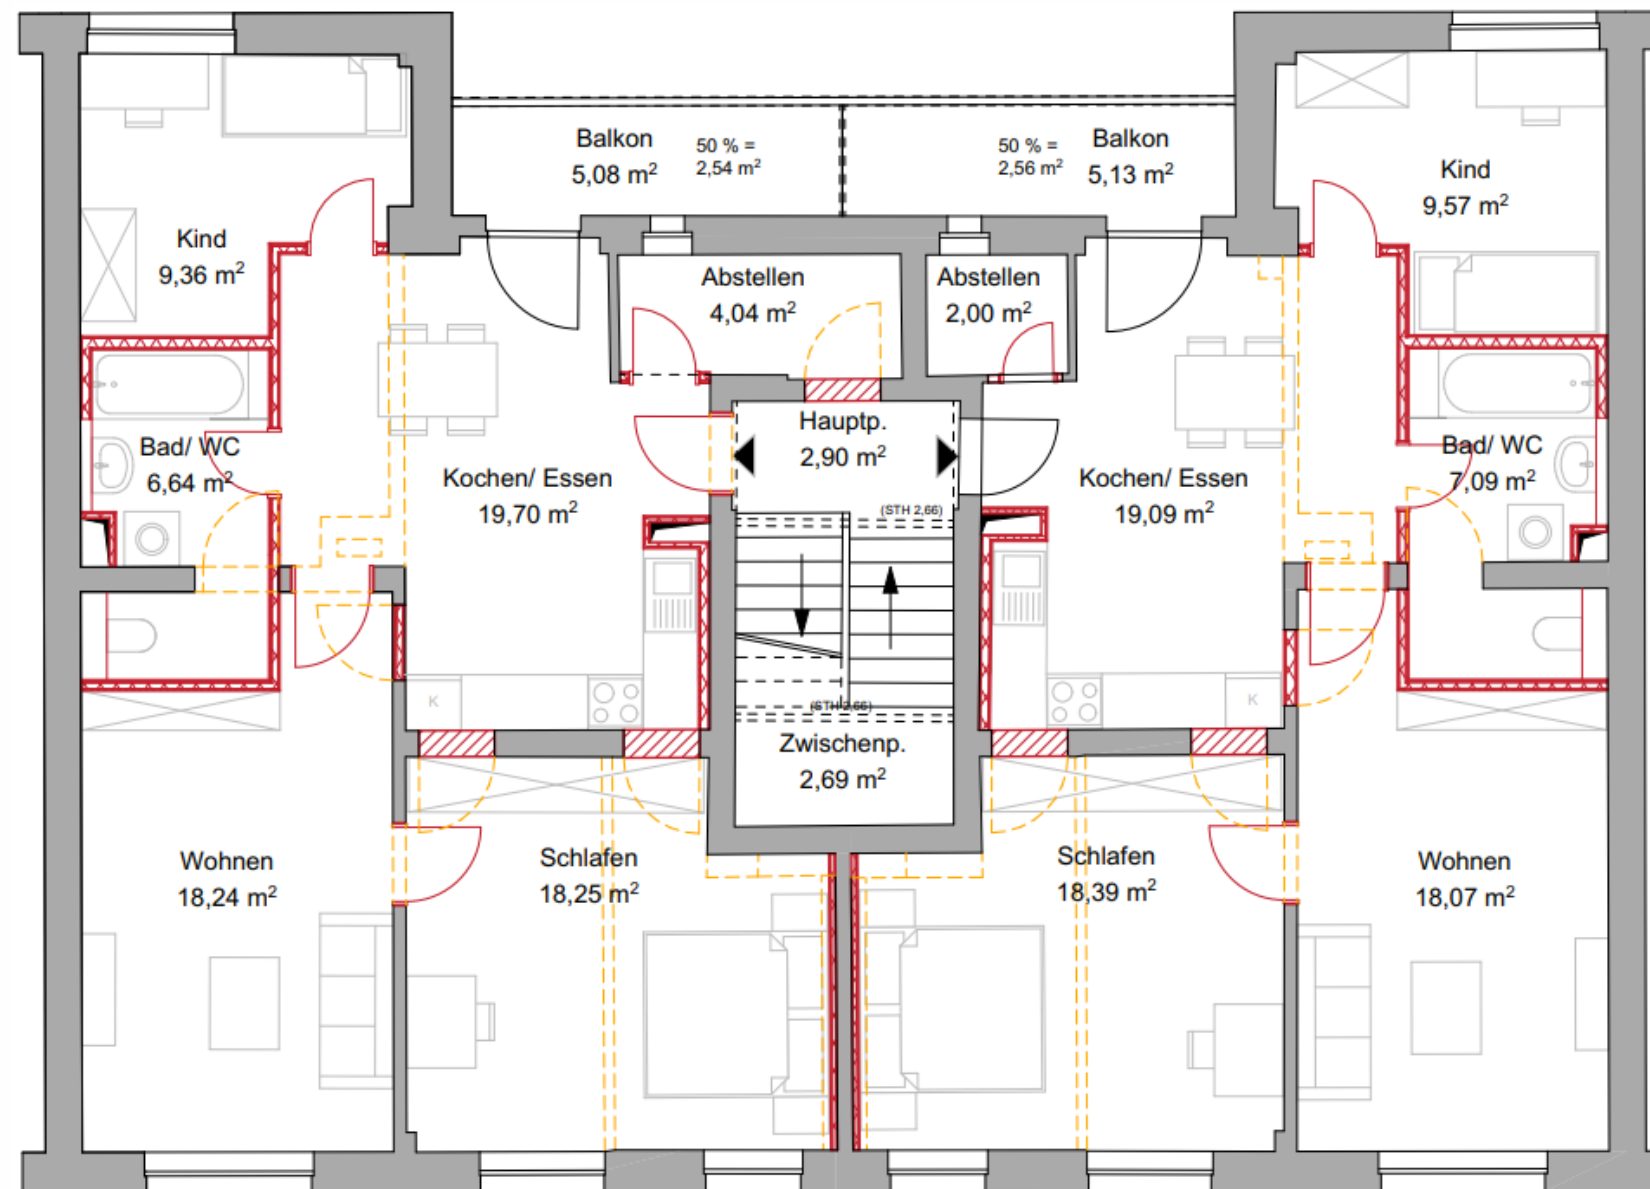 Balkon
5,08 m²
50 % =
2,54 m²
50 % =
2,56 m²
Balkon
5,13 m²
Kind
9,57 m²
Kind
9,36 m²
Abstellen
4,04 m²
Abstellen
2,00 m²
Bad/ WC
6,64 m²
Kochen/ Essen
19,70 m²
Hauptp.
2,90 m²
Kochen/ Essen
19,09 m²
Bad/ WC
7,09 m²
(STH 2,66)
K
K
(STH 2,66)
Zwischenp.
2,69 m²
Wohnen
18,24 m²
Schlafen
18,25 m²
Schlafen
18,39 m²
Wohnen
18,07 m²